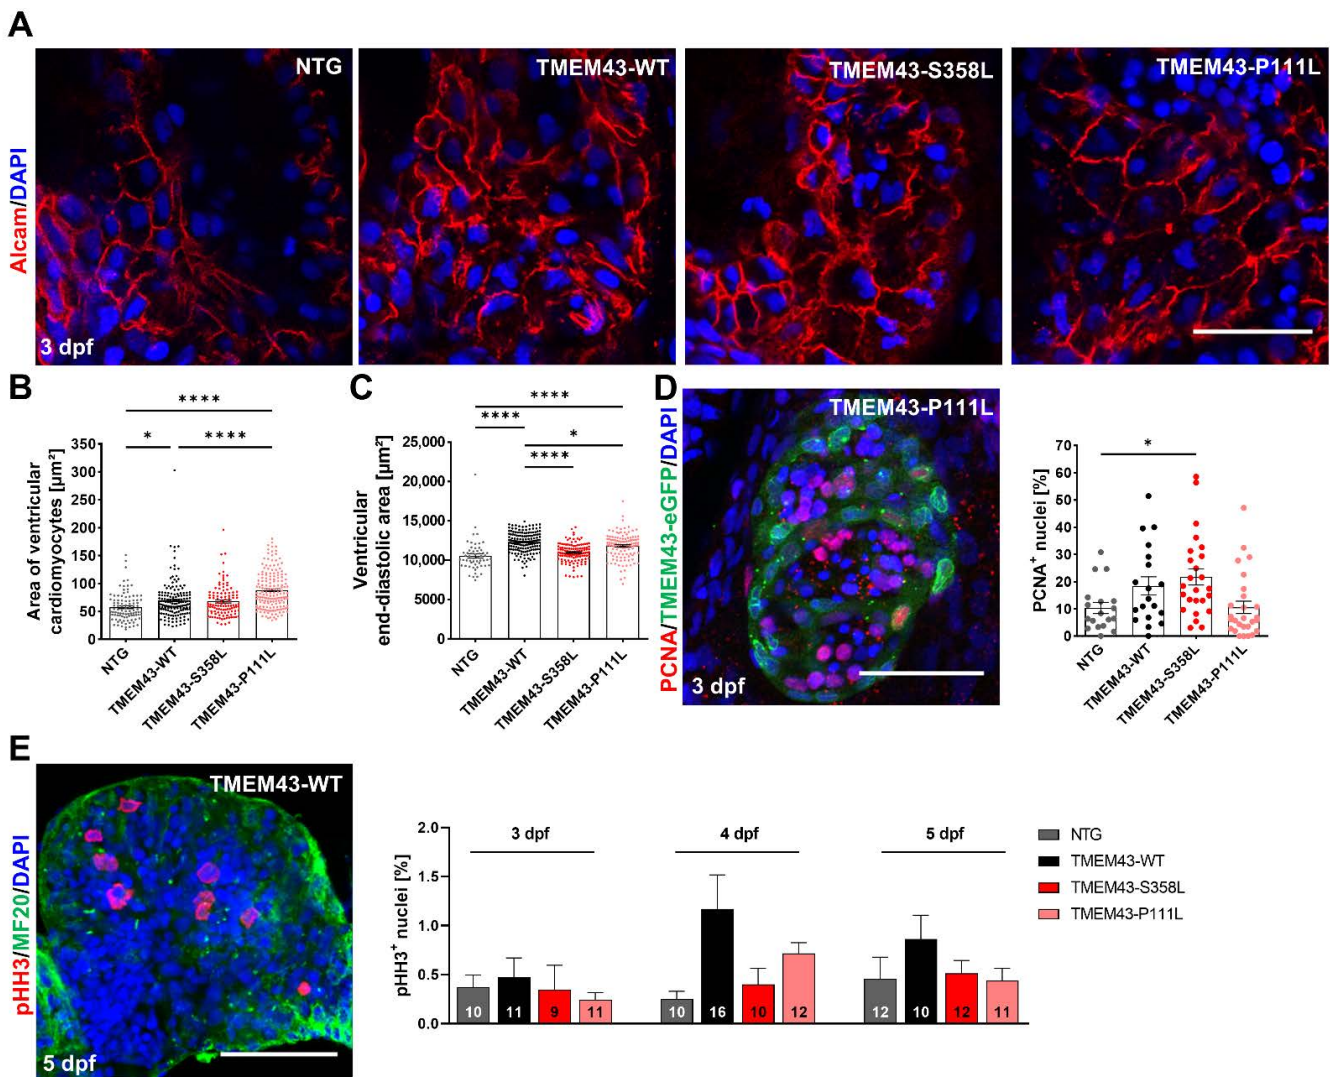 A
Alcam/DAPI
NTG
3 dpf
TMEM43-WT
TMEM43-S358L
TMEM43-P111L
B
Area of ventricular
cardiomyocytes [µm²]
350
300
250
200
150
100
50
0
****
*
****
NTG
TMEM43-WT
TMEM43-S358L
TMEM43-P111L
C
Ventricular
end-diastolic area [µm²]
25,000
20,000
15,000
10,000
5000
0
****
****
*
****
NTG
TMEM43-WT
TMEM43-S358L
TMEM43-P111L
D
PCNA/TMEM43-eGFP/DAPI
TMEM43-P111L
3 dpf
PCNA⁺ nuclei [%]
70
60
50
40
30
20
10
0
*
NTG
TMEM43-WT
TMEM43-S358L
TMEM43-P111L
E
pHH3/MF20/DAPI
TMEM43-WT
5 dpf
pHH3⁺ nuclei [%]
2.0
1.5
1.0
0.5
0.0
3 dpf
4 dpf
5 dpf
10 11 9 11
10 16 10 12
12 10 12 11
NTG
TMEM43-WT
TMEM43-S358L
TMEM43-P111L